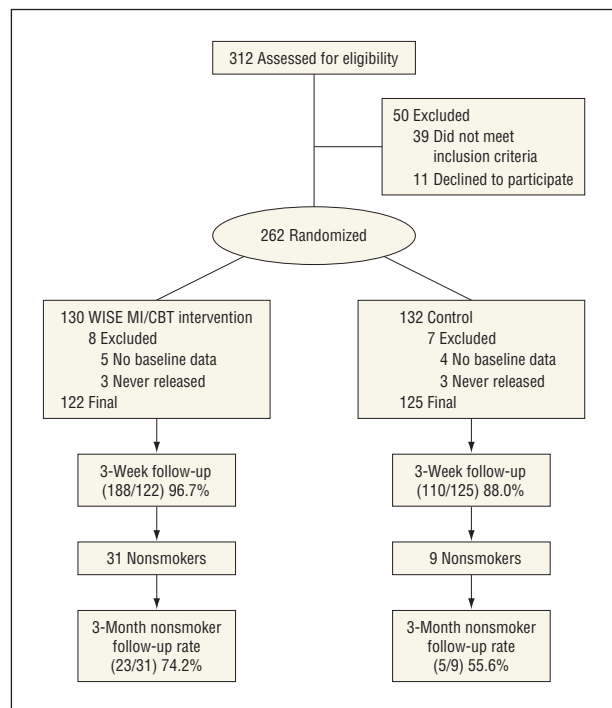 312 Assessed for eligibility
50 Excluded
39 Did not meet
inclusion criteria
11 Declined to participate
262 Randomized
130 WISE MI/CBT intervention
8 Excluded
5 No baseline data
3 Never released
122 Final
132 Control
7 Excluded
4 No baseline data
3 Never released
125 Final
3-Week follow-up
(188/122) 96.7%
3-Week follow-up
(110/125) 88.0%
31 Nonsmokers
9 Nonsmokers
3-Month nonsmoker
follow-up rate
(23/31) 74.2%
3-Month nonsmoker
follow-up rate
(5/9) 55.6%